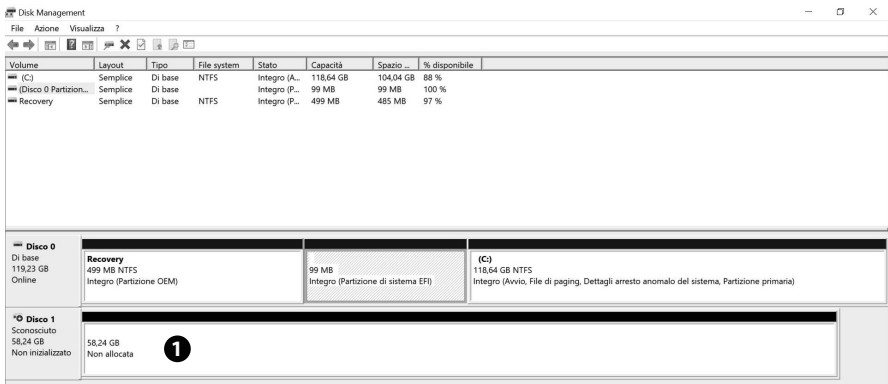 Disk Management
File Azione Visualizza ?
Volume Layout Tipo File system Stato Capacità Spazio ... % disponibile
(C:) Semplice Di base NTFS Integro (A... 118,64 GB 104,04 GB 88 %
(Disco 0 Partizion... Semplice Di base Integro (P... 99 MB 99 MB 100 %
Recovery Semplice Di base NTFS Integro (P... 499 MB 485 MB 97 %
Disco 0
Di base
119,23 GB
Online
Recovery
499 MB NTFS
Integro (Partizione OEM)
99 MB
Integro (Partizione di sistema EFI)
(C:)
118,64 GB NTFS
Integro (Avvio, File di paging, Dettagli arresto anomalo del sistema, Partizione primaria)
Disco 1
Sconosciuto
58,24 GB
Non inizializzato
58,24 GB
Non allocata
1